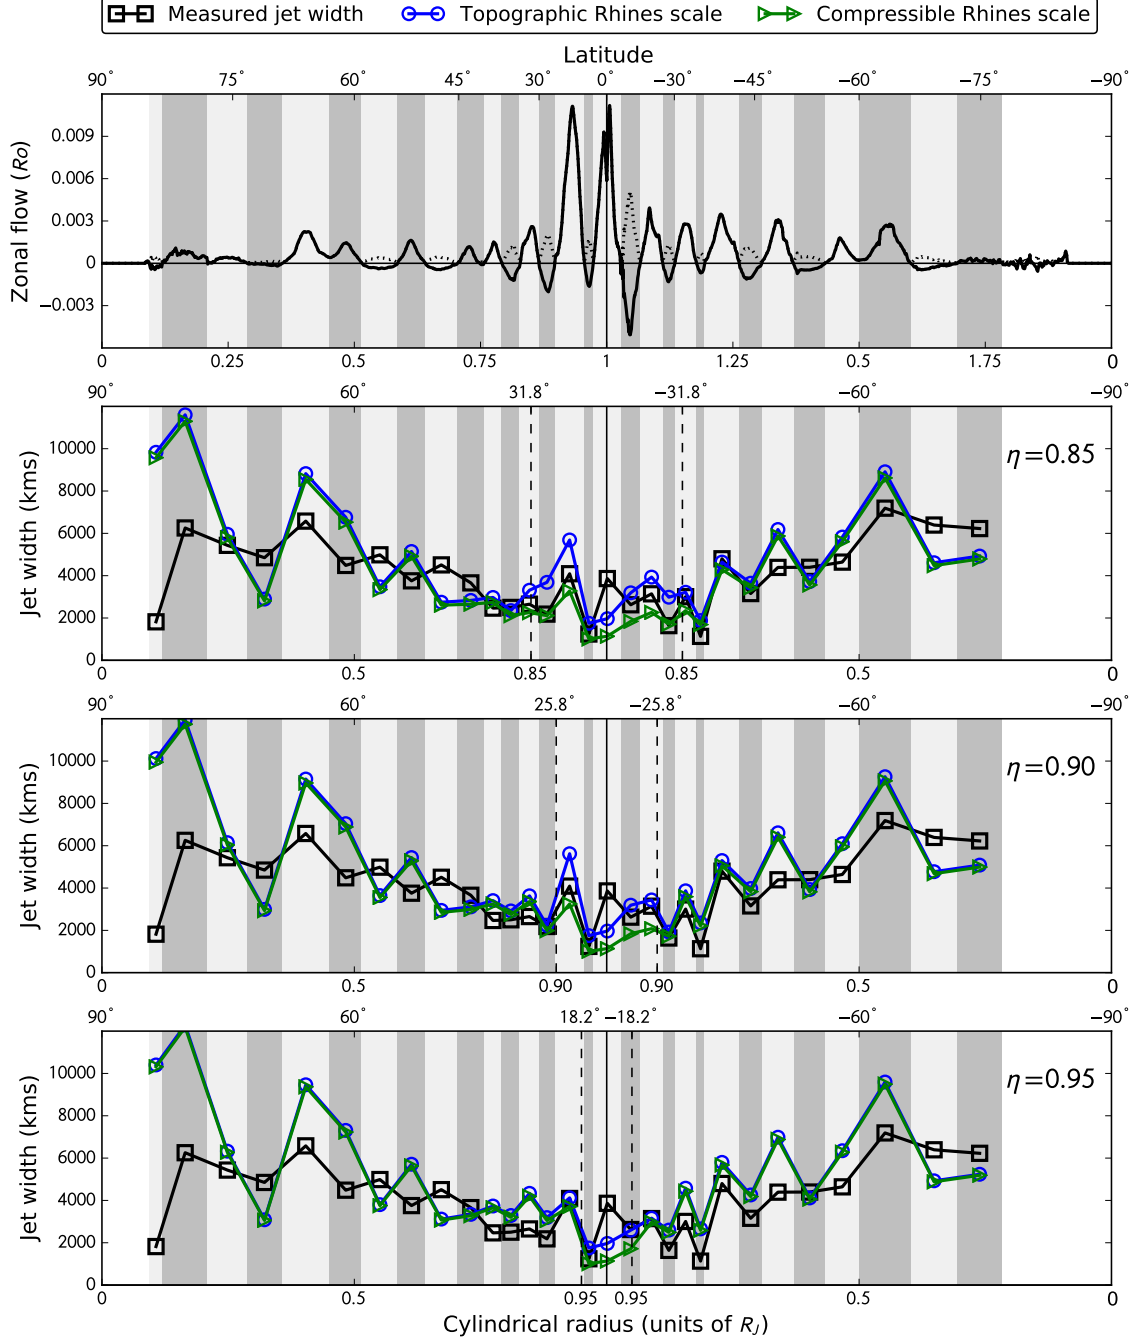 Measured jet width Topographic Rhines scale Compressible Rhines scale
Latitude
90° 75° 60° 45° 30° 0° −30° −45° −60° −75° −90°
Zonal flow (Ro)
0.009
0.006
0.003
0
−0.003
0 0.25 0.5 0.75 1 1.25 0.5 1.75 0
90° 60° 31.8° −31.8° −60° −90°
Jet width (kms)
10000
8000
6000
4000
2000
0
η=0.85
0 0.5 0.85 0.85 0.5 0
90° 60° 25.8° −25.8° −60° −90°
Jet width (kms)
10000
8000
6000
4000
2000
0
η=0.90
0 0.5 0.90 0.90 0.5 0
90° 60° 18.2° −18.2° −60° −90°
Jet width (kms)
10000
8000
6000
4000
2000
0
η=0.95
0 0.5 0.95 0.95 0.5 0
Cylindrical radius (units of R_J)